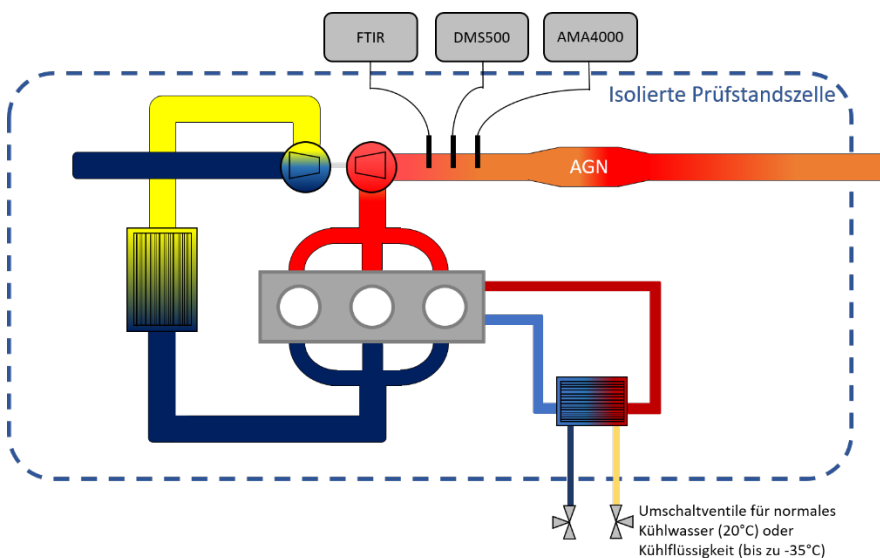 FTIR
DMS500
AMA4000
Isolierte Prüfstandszelle
AGN
Umschaltventile für normales
Kühlwasser (20°C) oder
Kühlflüssigkeit (bis zu -35°C)